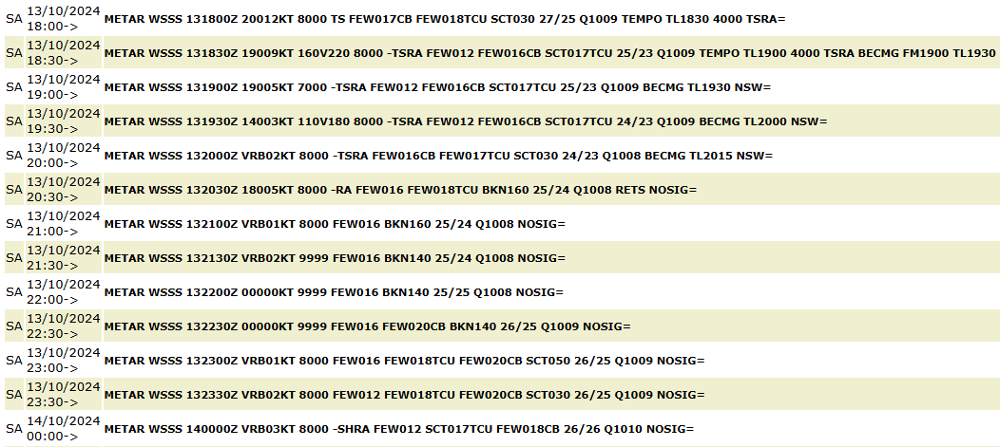 SA 13/10/2024 18:00-> METAR WSSS 131800Z 20012KT 8000 TS FEW017CB FEW018TCU SCT030 27/25 Q1009 TEMPO TL1830 4000 TSRA=
SA 13/10/2024 18:30-> METAR WSSS 131830Z 19009KT 160V220 8000 -TSRA FEW012 FEW016CB SCT017TCU 25/23 Q1009 TEMPO TL1900 4000 TSRA BECMG FM1900 TL1930
SA 13/10/2024 19:00-> METAR WSSS 131900Z 19005KT 7000 -TSRA FEW012 FEW016CB SCT017TCU 25/23 Q1009 BECMG TL1930 NSW=
SA 13/10/2024 19:30-> METAR WSSS 131930Z 14003KT 110V180 8000 -TSRA FEW012 FEW016CB SCT017TCU 24/23 Q1009 BECMG TL2000 NSW=
SA 13/10/2024 20:00-> METAR WSSS 132000Z VRB02KT 8000 -TSRA FEW016CB FEW017TCU SCT030 24/23 Q1008 BECMG TL2015 NSW=
SA 13/10/2024 20:30-> METAR WSSS 132030Z 18005KT 8000 -RA FEW016 FEW018TCU BKN160 25/24 Q1008 RETS NOSIG=
SA 13/10/2024 21:00-> METAR WSSS 132100Z VRB01KT 8000 FEW016 BKN160 25/24 Q1008 NOSIG=
SA 13/10/2024 21:30-> METAR WSSS 132130Z VRB02KT 9999 FEW016 BKN140 25/24 Q1008 NOSIG=
SA 13/10/2024 22:00-> METAR WSSS 132200Z 00000KT 9999 FEW016 BKN140 25/25 Q1008 NOSIG=
SA 13/10/2024 22:30-> METAR WSSS 132230Z 00000KT 9999 FEW016 FEW020CB BKN140 26/25 Q1009 NOSIG=
SA 13/10/2024 23:00-> METAR WSSS 132300Z VRB01KT 8000 FEW016 FEW018TCU FEW020CB SCT050 26/25 Q1009 NOSIG=
SA 13/10/2024 23:30-> METAR WSSS 132330Z VRB02KT 8000 FEW012 FEW018TCU FEW020CB SCT030 26/25 Q1009 NOSIG=
SA 14/10/2024 00:00-> METAR WSSS 140000Z VRB03KT 8000 -SHRA FEW012 SCT017TCU FEW018CB 26/26 Q1010 NOSIG=